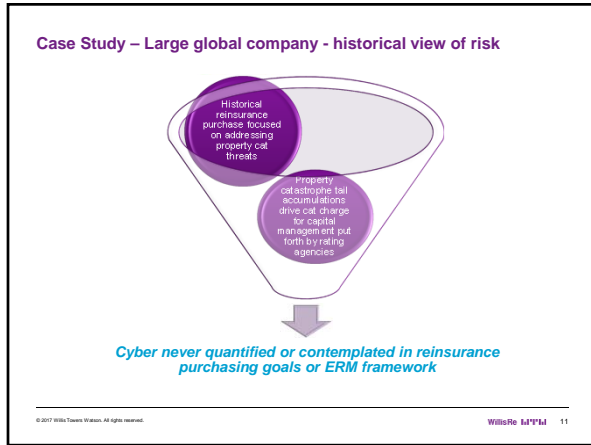 Case Study – Large global company - historical view of risk
Historical
reinsurance
purchase focused
on addressing
property cat
threats
Property
catastrophe tail
accumulations
drive cat charge
for capital
management put
forth by rating
agencies
Cyber never quantified or contemplated in reinsurance
purchasing goals or ERM framework
© 2017 Willis Towers Watson. All rights reserved.
WillisRe
11